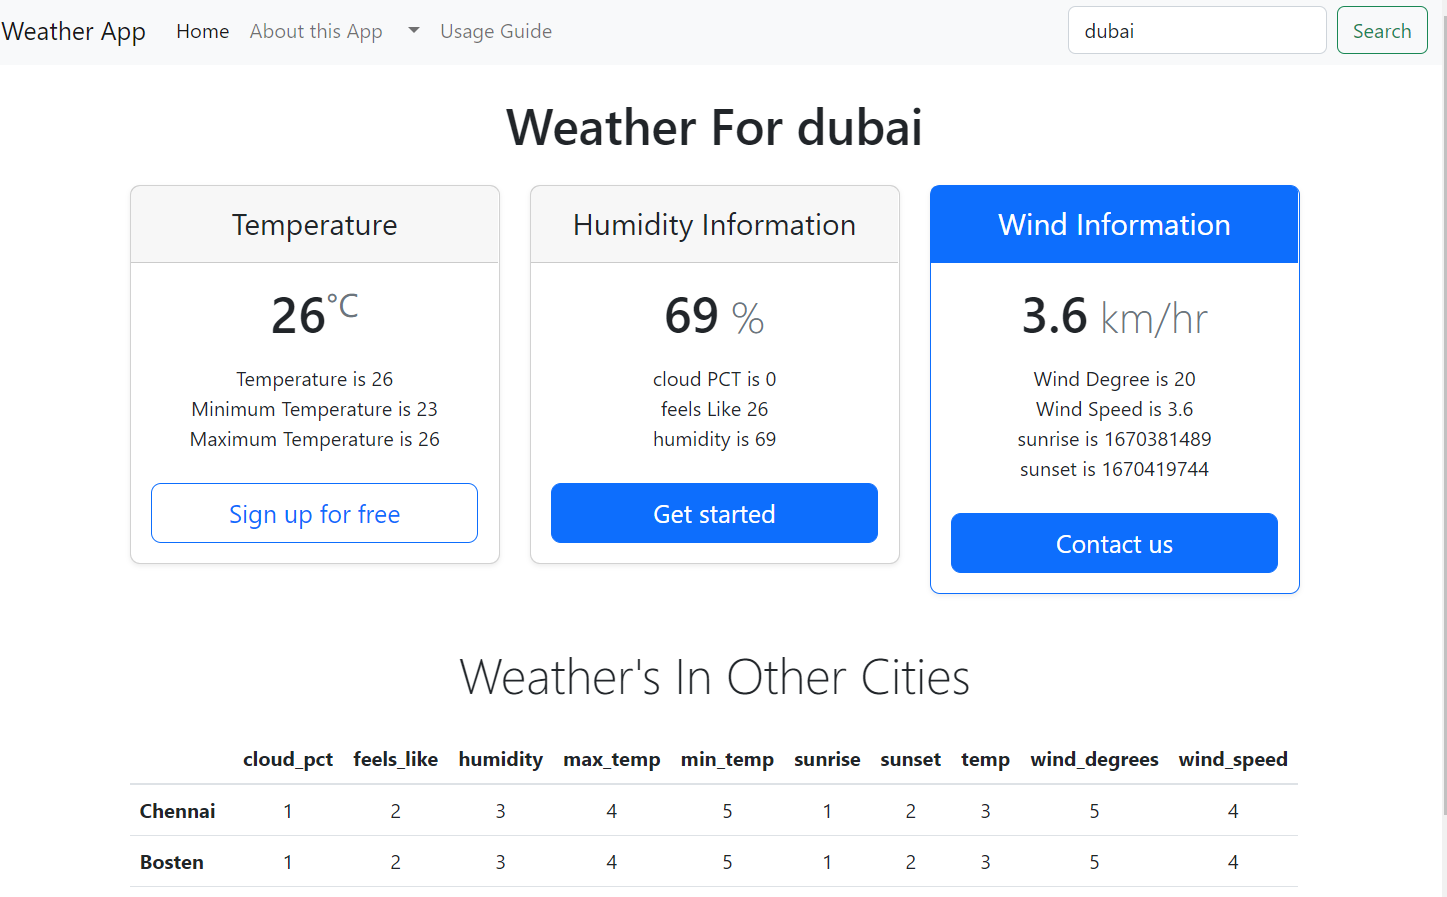 Weather App Home About this App Usage Guide dubai Search
Weather For dubai
Temperature
26°C
Temperature is 26
Minimum Temperature is 23
Maximum Temperature is 26
Sign up for free
Humidity Information
69 %
cloud PCT is 0
feels Like 26
humidity is 69
Get started
Wind Information
3.6 km/hr
Wind Degree is 20
Wind Speed is 3.6
sunrise is 1670381489
sunset is 1670419744
Contact us
Weather's In Other Cities
cloud_pct feels_like humidity max_temp min_temp sunrise sunset temp wind_degrees wind_speed
Chennai 1 2 3 4 5 1 2 3 5 4
Bosten 1 2 3 4 5 1 2 3 5 4